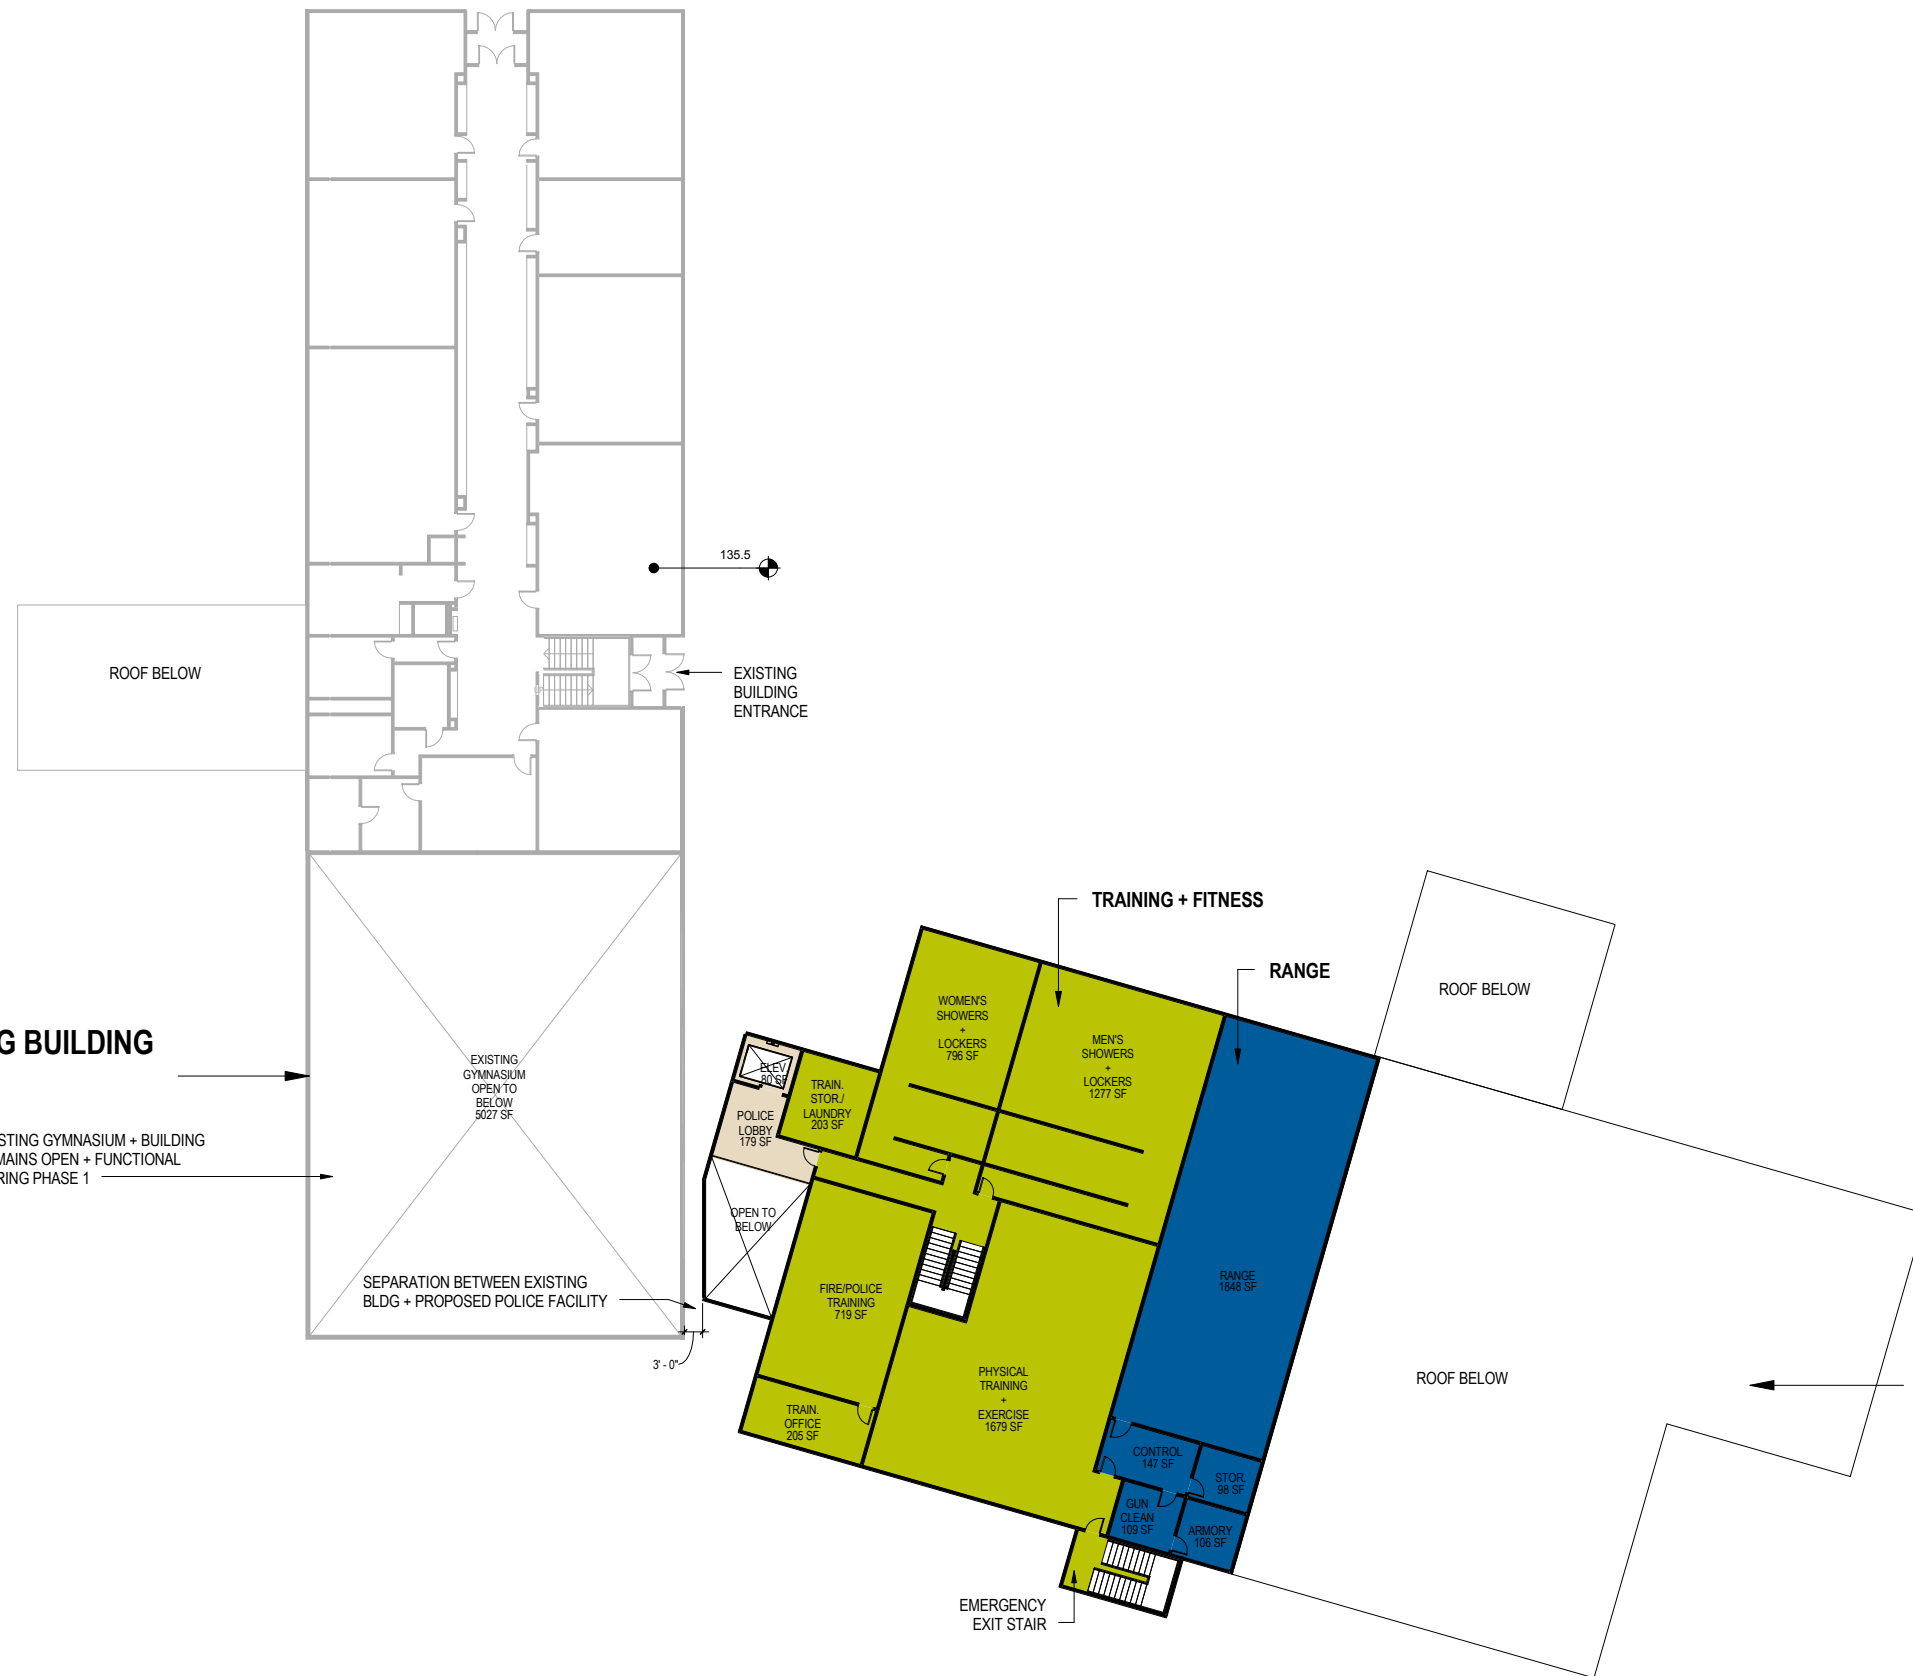 135.5
ROOF BELOW
EXISTING
BUILDING
ENTRANCE
TRAINING + FITNESS
RANGE
ROOF BELOW
WOMEN'S
SHOWERS
+
LOCKERS
796 SF
MEN'S
SHOWERS
+
LOCKERS
1277 SF
G BUILDING
EXISTING
GYMNASIUM
OPEN TO
BELOW
5027 SF
ELEV.
80 SF
TRAIN.
STOR./
LAUNDRY
203 SF
POLICE
LOBBY
179 SF
STING GYMNASIUM + BUILDING
MAINS OPEN + FUNCTIONAL
RING PHASE 1
OPEN TO
BELOW
SEPARATION BETWEEN EXISTING
BLDG + PROPOSED POLICE FACILITY
3' - 0"
FIRE/POLICE
TRAINING
719 SF
RANGE
1848 SF
PHYSICAL
TRAINING
+
EXERCISE
1679 SF
ROOF BELOW
TRAIN.
OFFICE
205 SF
CONTROL
147 SF
STOR.
98 SF
GUN
CLEAN
109 SF
ARMORY
106 SF
EMERGENCY
EXIT STAIR